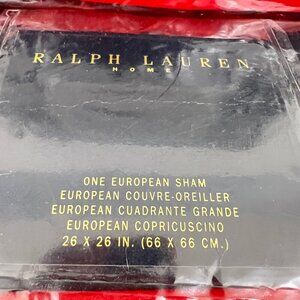 RALPH LAUREN
HOME
ONE EUROPEAN SHAM
EUROPEAN COUVRE-OREILLER
EUROPEAN CUADRANTE GRANDE
EUROPEAN COPRICUSCINO
26 X 26 IN. (66 X 66 CM.)